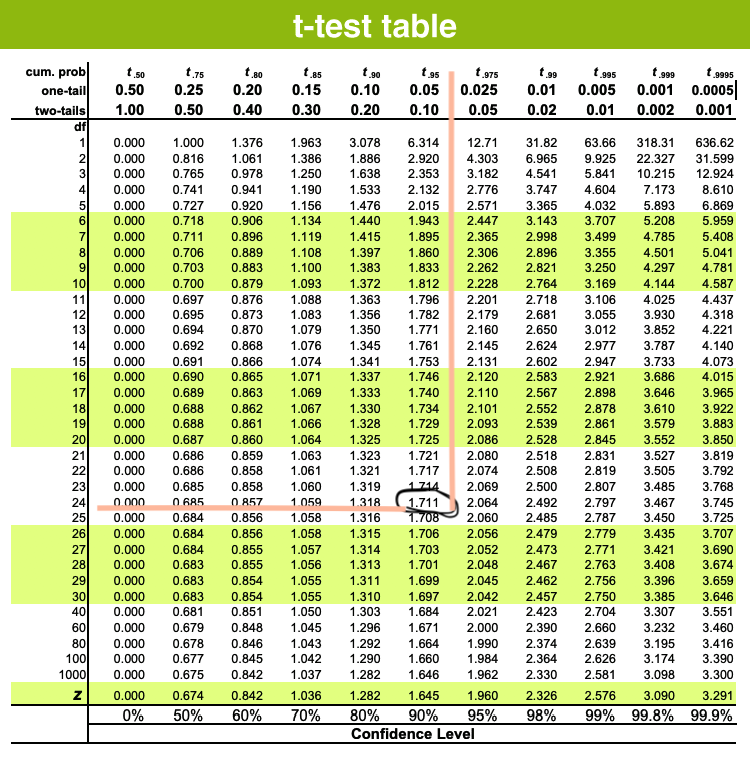 t-test table
cum. prob t.50 t.75 t.80 t.85 t.90 t.95 t.975 t.99 t.995 t.999 t.9995
one-tail 0.50 0.25 0.20 0.15 0.10 0.05 0.025 0.01 0.005 0.001 0.0005
two-tails 1.00 0.50 0.40 0.30 0.20 0.10 0.05 0.02 0.01 0.002 0.001
df
1 0.000 1.000 1.376 1.963 3.078 6.314 12.71 31.82 63.66 318.31 636.62
2 0.000 0.816 1.061 1.386 1.886 2.920 4.303 6.965 9.925 22.327 31.599
3 0.000 0.765 0.978 1.250 1.638 2.353 3.182 4.541 5.841 10.215 12.924
4 0.000 0.741 0.941 1.190 1.533 2.132 2.776 3.747 4.604 7.173 8.610
5 0.000 0.727 0.920 1.156 1.476 2.015 2.571 3.365 4.032 5.893 6.869
6 0.000 0.718 0.906 1.134 1.440 1.943 2.447 3.143 3.707 5.208 5.959
7 0.000 0.711 0.896 1.119 1.415 1.895 2.365 2.998 3.499 4.785 5.408
8 0.000 0.706 0.889 1.108 1.397 1.860 2.306 2.896 3.355 4.501 5.041
9 0.000 0.703 0.883 1.100 1.383 1.833 2.262 2.821 3.250 4.297 4.781
10 0.000 0.700 0.879 1.093 1.372 1.812 2.228 2.764 3.169 4.144 4.587
11 0.000 0.697 0.876 1.088 1.363 1.796 2.201 2.718 3.106 4.025 4.437
12 0.000 0.695 0.873 1.083 1.356 1.782 2.179 2.681 3.055 3.930 4.318
13 0.000 0.694 0.870 1.079 1.350 1.771 2.160 2.650 3.012 3.852 4.221
14 0.000 0.692 0.868 1.076 1.345 1.761 2.145 2.624 2.977 3.787 4.140
15 0.000 0.691 0.866 1.074 1.341 1.753 2.131 2.602 2.947 3.733 4.073
16 0.000 0.690 0.865 1.071 1.337 1.746 2.120 2.583 2.921 3.686 4.015
17 0.000 0.689 0.863 1.069 1.333 1.740 2.110 2.567 2.898 3.646 3.965
18 0.000 0.688 0.862 1.067 1.330 1.734 2.101 2.552 2.878 3.610 3.922
19 0.000 0.688 0.861 1.066 1.328 1.729 2.093 2.539 2.861 3.579 3.883
20 0.000 0.687 0.860 1.064 1.325 1.725 2.086 2.528 2.845 3.552 3.850
21 0.000 0.686 0.859 1.063 1.323 1.721 2.080 2.518 2.831 3.527 3.819
22 0.000 0.686 0.858 1.061 1.321 1.717 2.074 2.508 2.819 3.505 3.792
23 0.000 0.685 0.858 1.060 1.319 1.714 2.069 2.500 2.807 3.485 3.768
24 0.000 0.685 0.857 1.059 1.318 1.711 2.064 2.492 2.797 3.467 3.745
25 0.000 0.684 0.856 1.058 1.316 1.708 2.060 2.485 2.787 3.450 3.725
26 0.000 0.684 0.856 1.058 1.315 1.706 2.056 2.479 2.779 3.435 3.707
27 0.000 0.684 0.855 1.057 1.314 1.703 2.052 2.473 2.771 3.421 3.690
28 0.000 0.683 0.855 1.056 1.313 1.701 2.048 2.467 2.763 3.408 3.674
29 0.000 0.683 0.854 1.055 1.311 1.699 2.045 2.462 2.756 3.396 3.659
30 0.000 0.683 0.854 1.055 1.310 1.697 2.042 2.457 2.750 3.385 3.646
40 0.000 0.681 0.851 1.050 1.303 1.684 2.021 2.423 2.704 3.307 3.551
60 0.000 0.679 0.848 1.045 1.296 1.671 2.000 2.390 2.660 3.232 3.460
80 0.000 0.678 0.846 1.043 1.292 1.664 1.990 2.374 2.639 3.195 3.416
100 0.000 0.677 0.845 1.042 1.290 1.660 1.984 2.364 2.626 3.174 3.390
1000 0.000 0.675 0.842 1.037 1.282 1.646 1.962 2.330 2.581 3.098 3.300
z 0.000 0.674 0.842 1.036 1.282 1.645 1.960 2.326 2.576 3.090 3.291
0% 50% 60% 70% 80% 90% 95% 98% 99% 99.8% 99.9%
Confidence Level